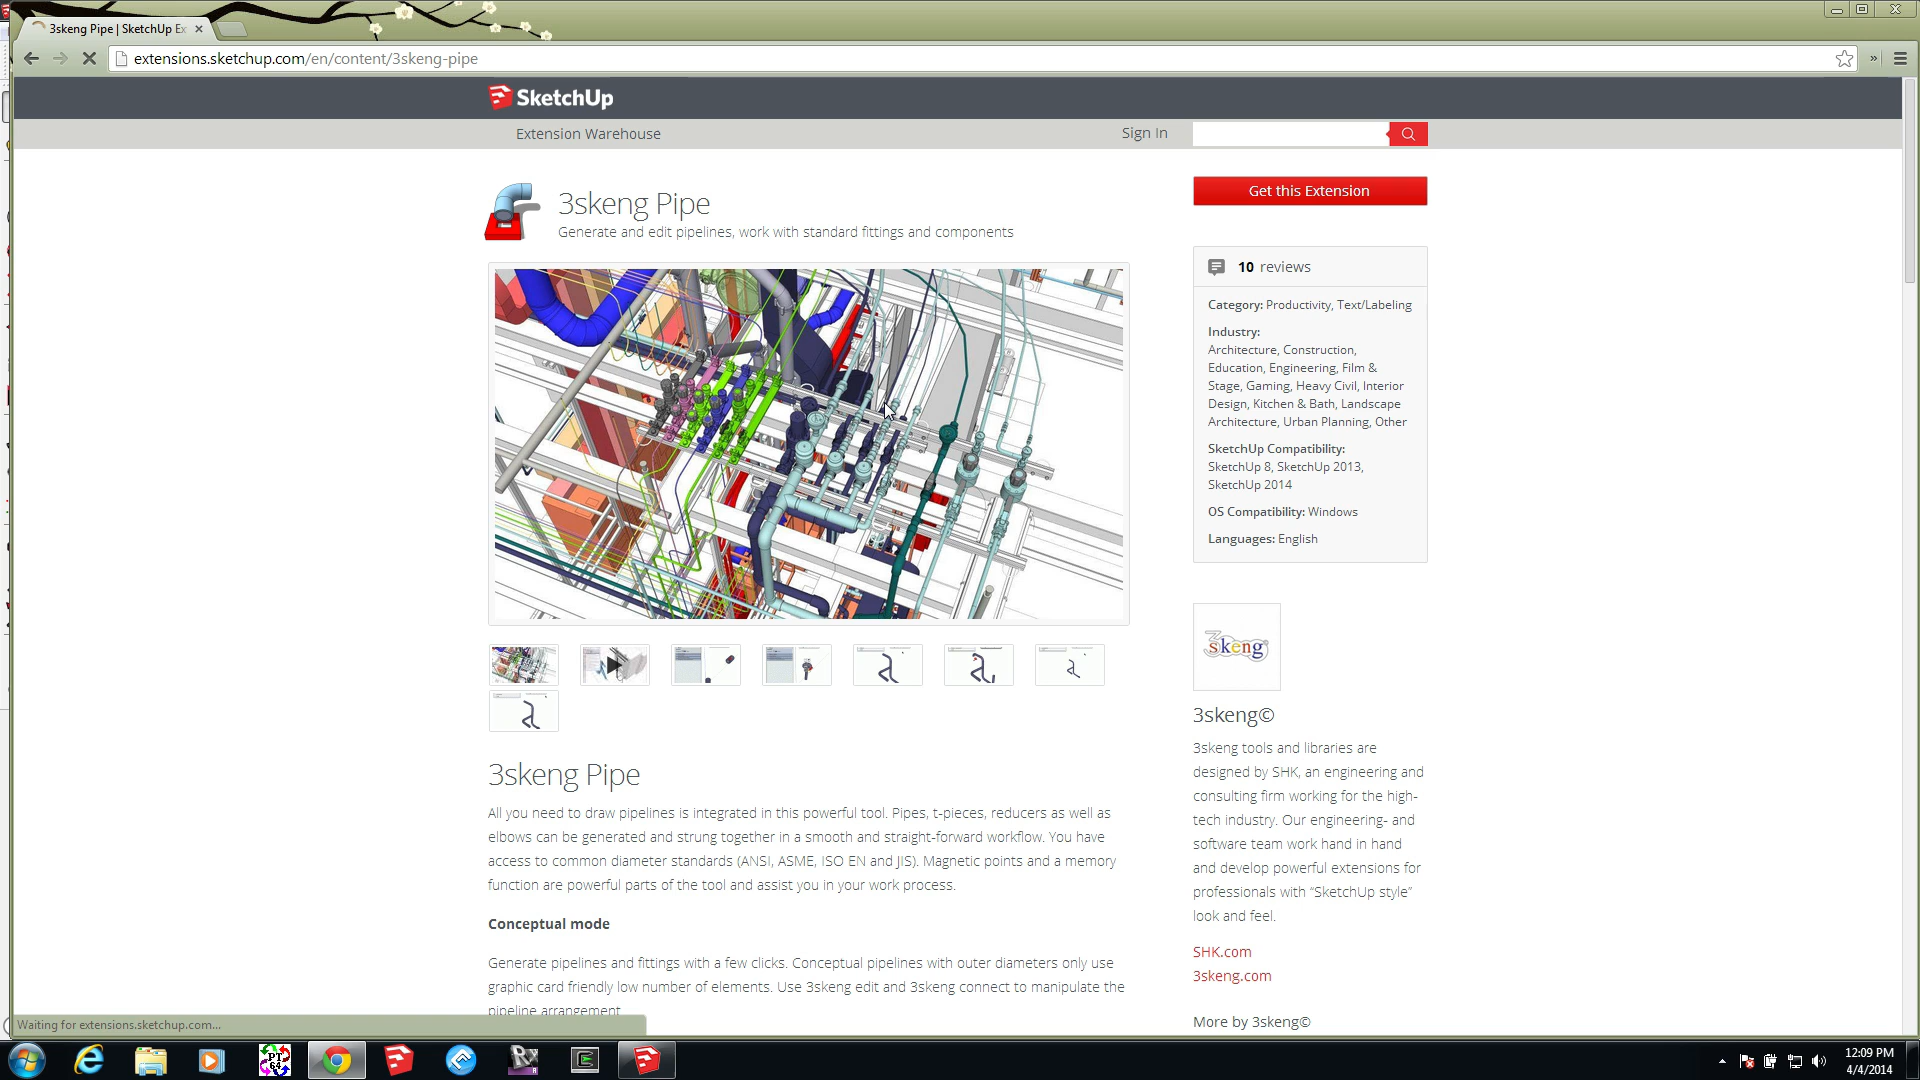 3skeng Pipe | SketchUp Ex
extensions.sketchup.com/en/content/3skeng-pipe
SketchUp
Extension Warehouse
Sign In
3skeng Pipe
Generate and edit pipelines, work with standard fittings and components
Get this Extension
10 reviews
Category: Productivity, Text/Labeling
Industry:
Architecture, Construction,
Education, Engineering, Film &
Stage, Gaming, Heavy Civil, Interior
Design, Kitchen & Bath, Landscape
Architecture, Urban Planning, Other
SketchUp Compatibility:
SketchUp 8, SketchUp 2013,
SketchUp 2014
OS Compatibility: Windows
Languages: English
3skeng
3skeng©
3skeng tools and libraries are
designed by SHK, an engineering and
consulting firm working for the high-
tech industry. Our engineering- and
software team work hand in hand
and develop powerful extensions for
professionals with “SketchUp style”
look and feel.
SHK.com
3skeng.com
More by 3skeng©
3skeng Pipe
All you need to draw pipelines is integrated in this powerful tool. Pipes, t-pieces, reducers as well as
elbows can be generated and strung together in a smooth and straight-forward workflow. You have
access to common diameter standards (ANSI, ASME, ISO EN and JIS). Magnetic points and a memory
function are powerful parts of the tool and assist you in your work process.
Conceptual mode
Generate pipelines and fittings with a few clicks. Conceptual pipelines with outer diameters only use
graphic card friendly low number of elements. Use 3skeng edit and 3skeng connect to manipulate the
pipeline arrangement
Waiting for extensions.sketchup.com...
PT
64
12:09 PM
4/4/2014